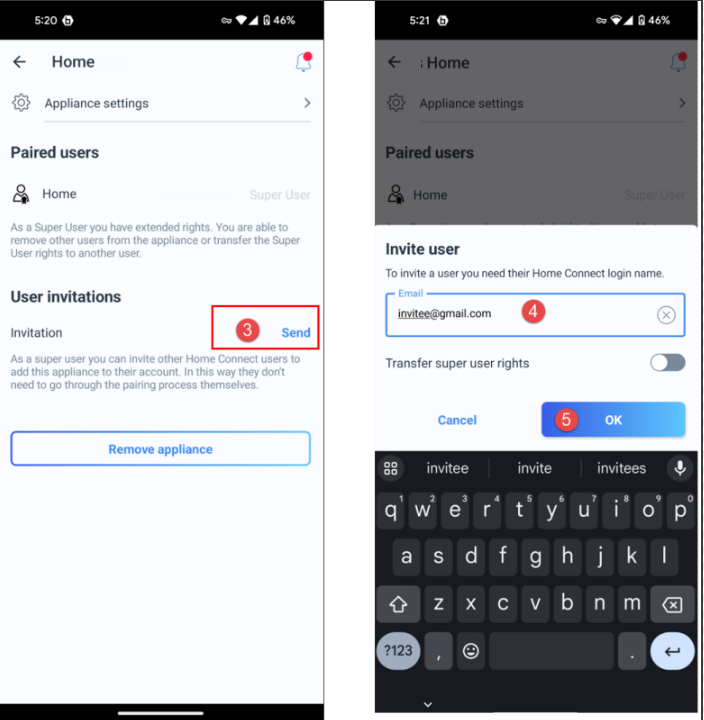 5:20
46%
Home
Appliance settings
Paired users
Home
Super User
As a Super User you have extended rights. You are able to
remove other users from the appliance or transfer the Super
User rights to another user.
User invitations
Invitation
3
Send
As a super user you can invite other Home Connect users to
add this appliance to their account. In this way they don't
need to go through the pairing process themselves.
Remove appliance
5:21
46%
Home
Appliance settings
Paired users
Home
Super User
Invite user
To invite a user you need their Home Connect login name.
Email
invitee@gmail.com
4
Transfer super user rights
Cancel
5
OK
invitee invite invitees
1 2 3 4 5 6 7 8 9 0
q w e r t y u i o p
a s d f g h j k l
z x c v b n m
?123 , .